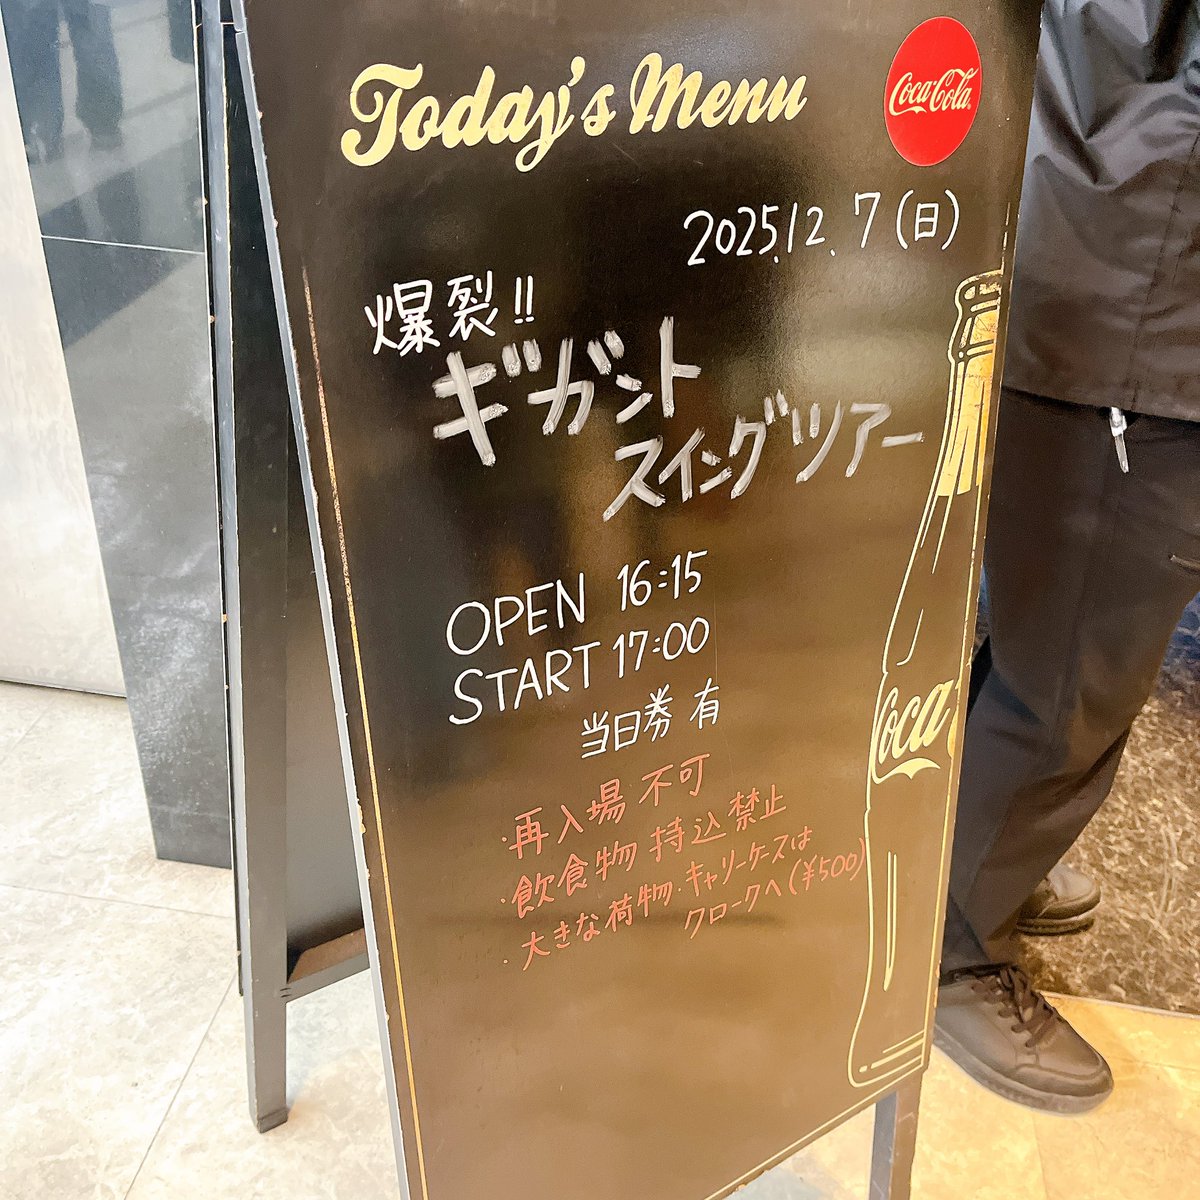 Today's Menu
Coca-Cola
2025.12.7(日)
爆裂!!
ギガント
スイングツアー
OPEN 16:15
START 17:00
当日券 有
・再入場 不可
・飲食物 持込禁止
・大きな荷物・キャリーケースは
クロークへ(¥500)
Coca